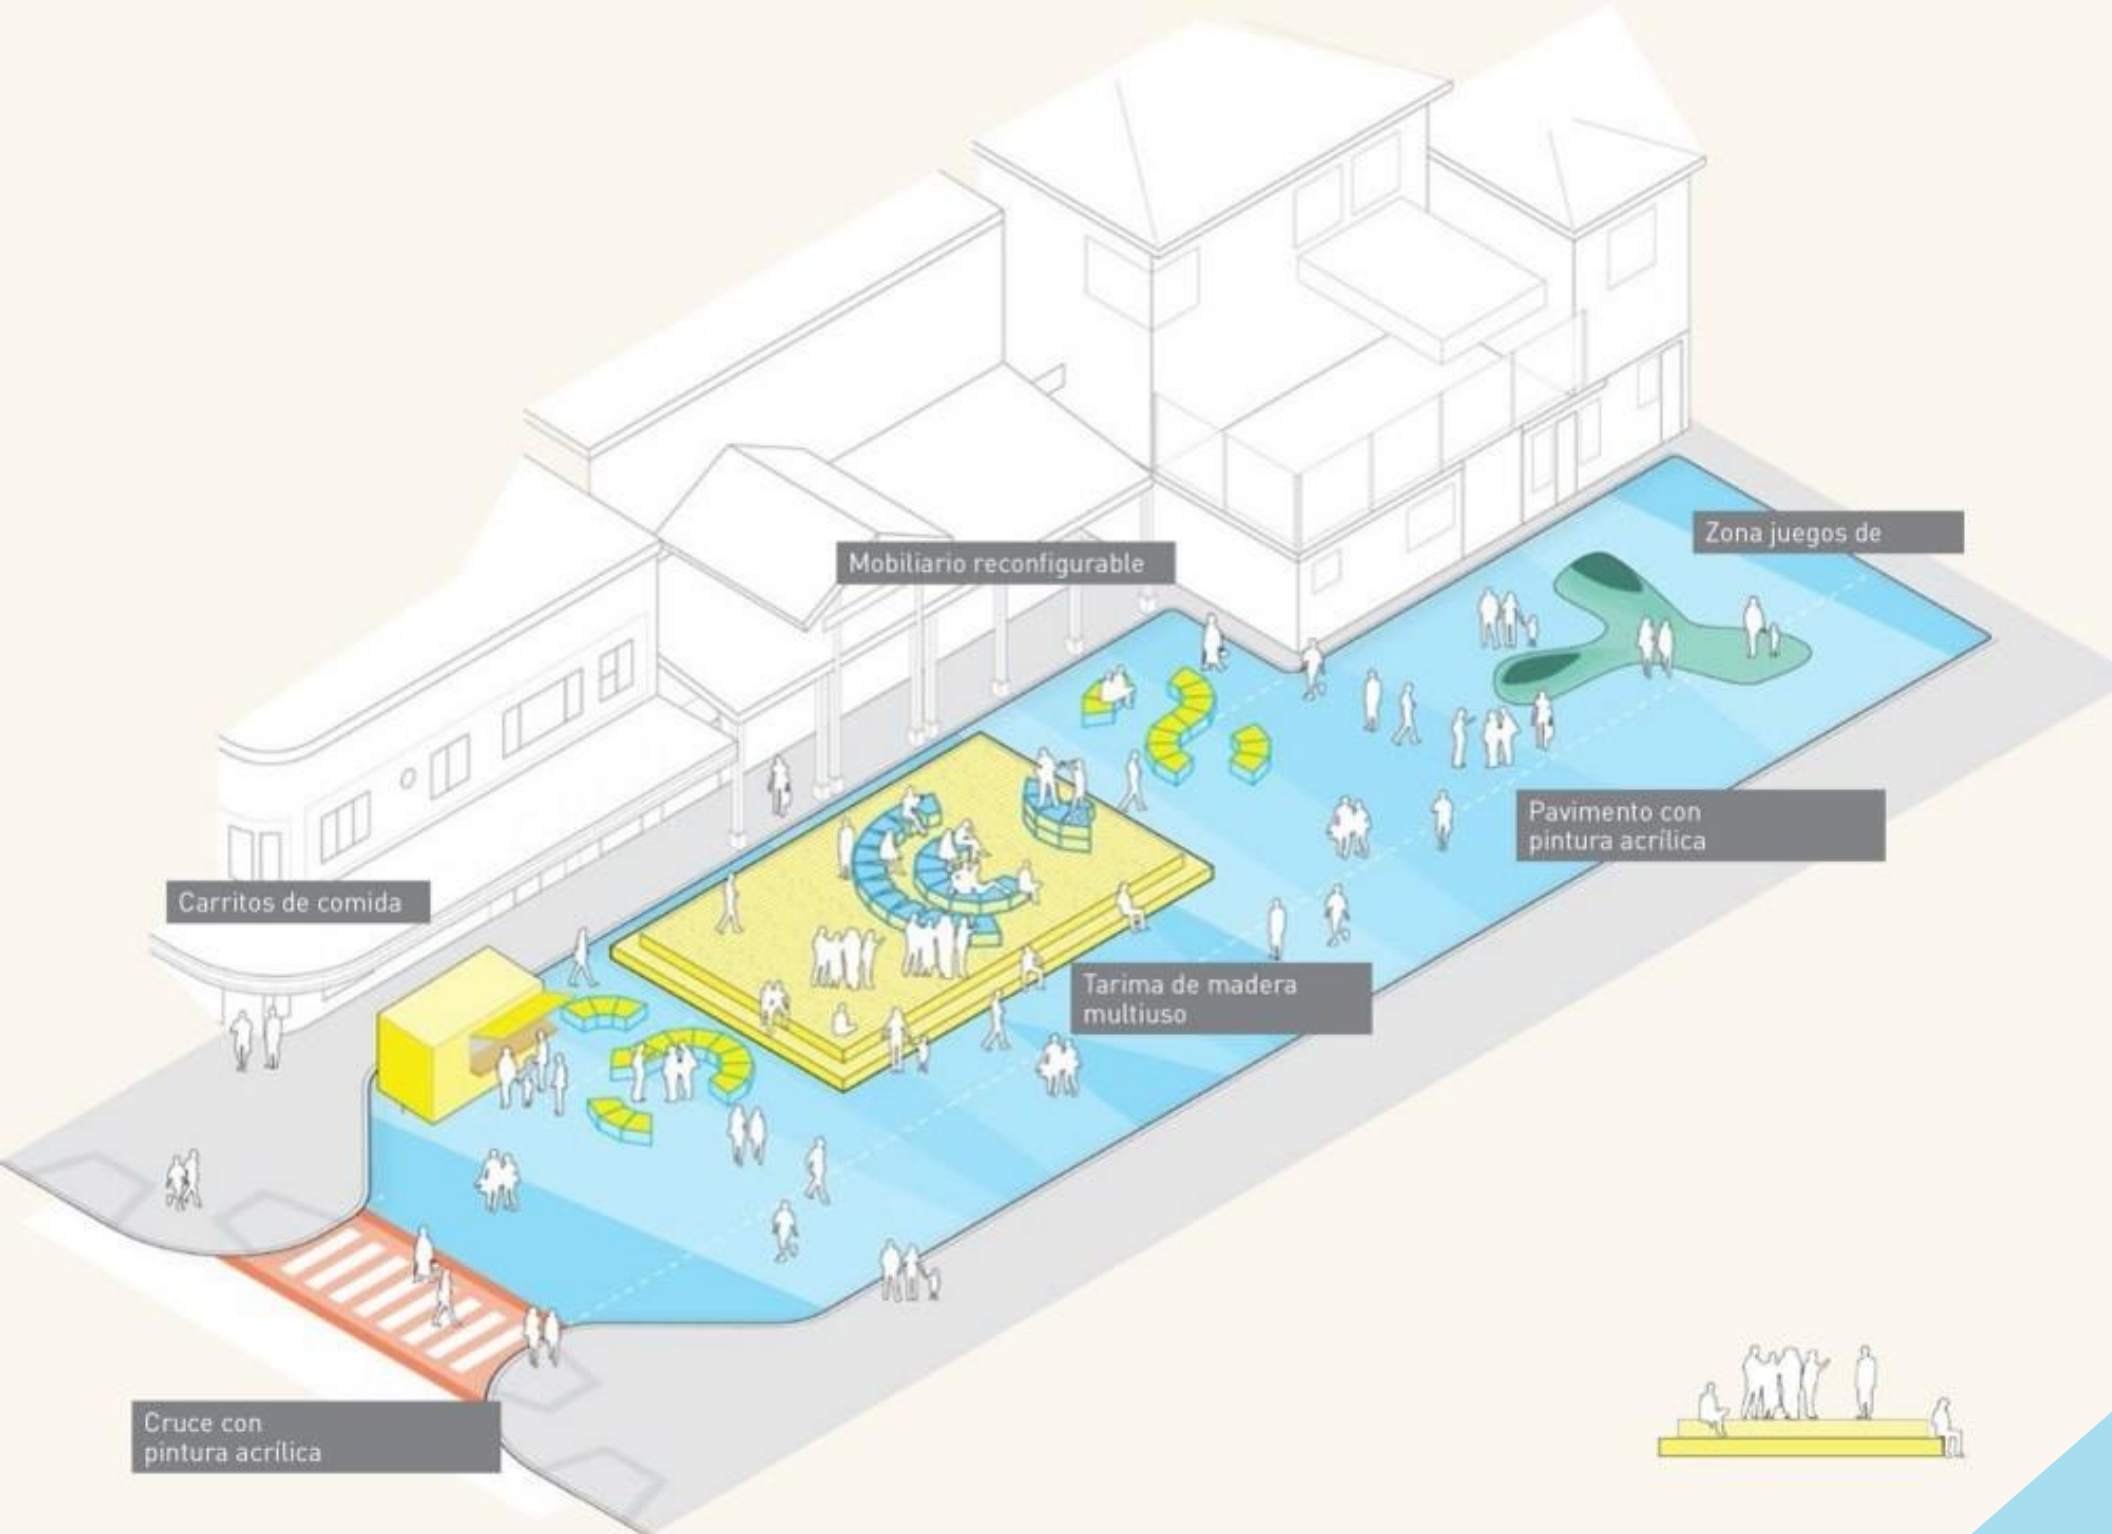 Zona juegos de
Mobiliario reconfigurable
Pavimento con
pintura acrílica
Carritos de comida
Tarima de madera
multiuso
Cruce con
pintura acrílica